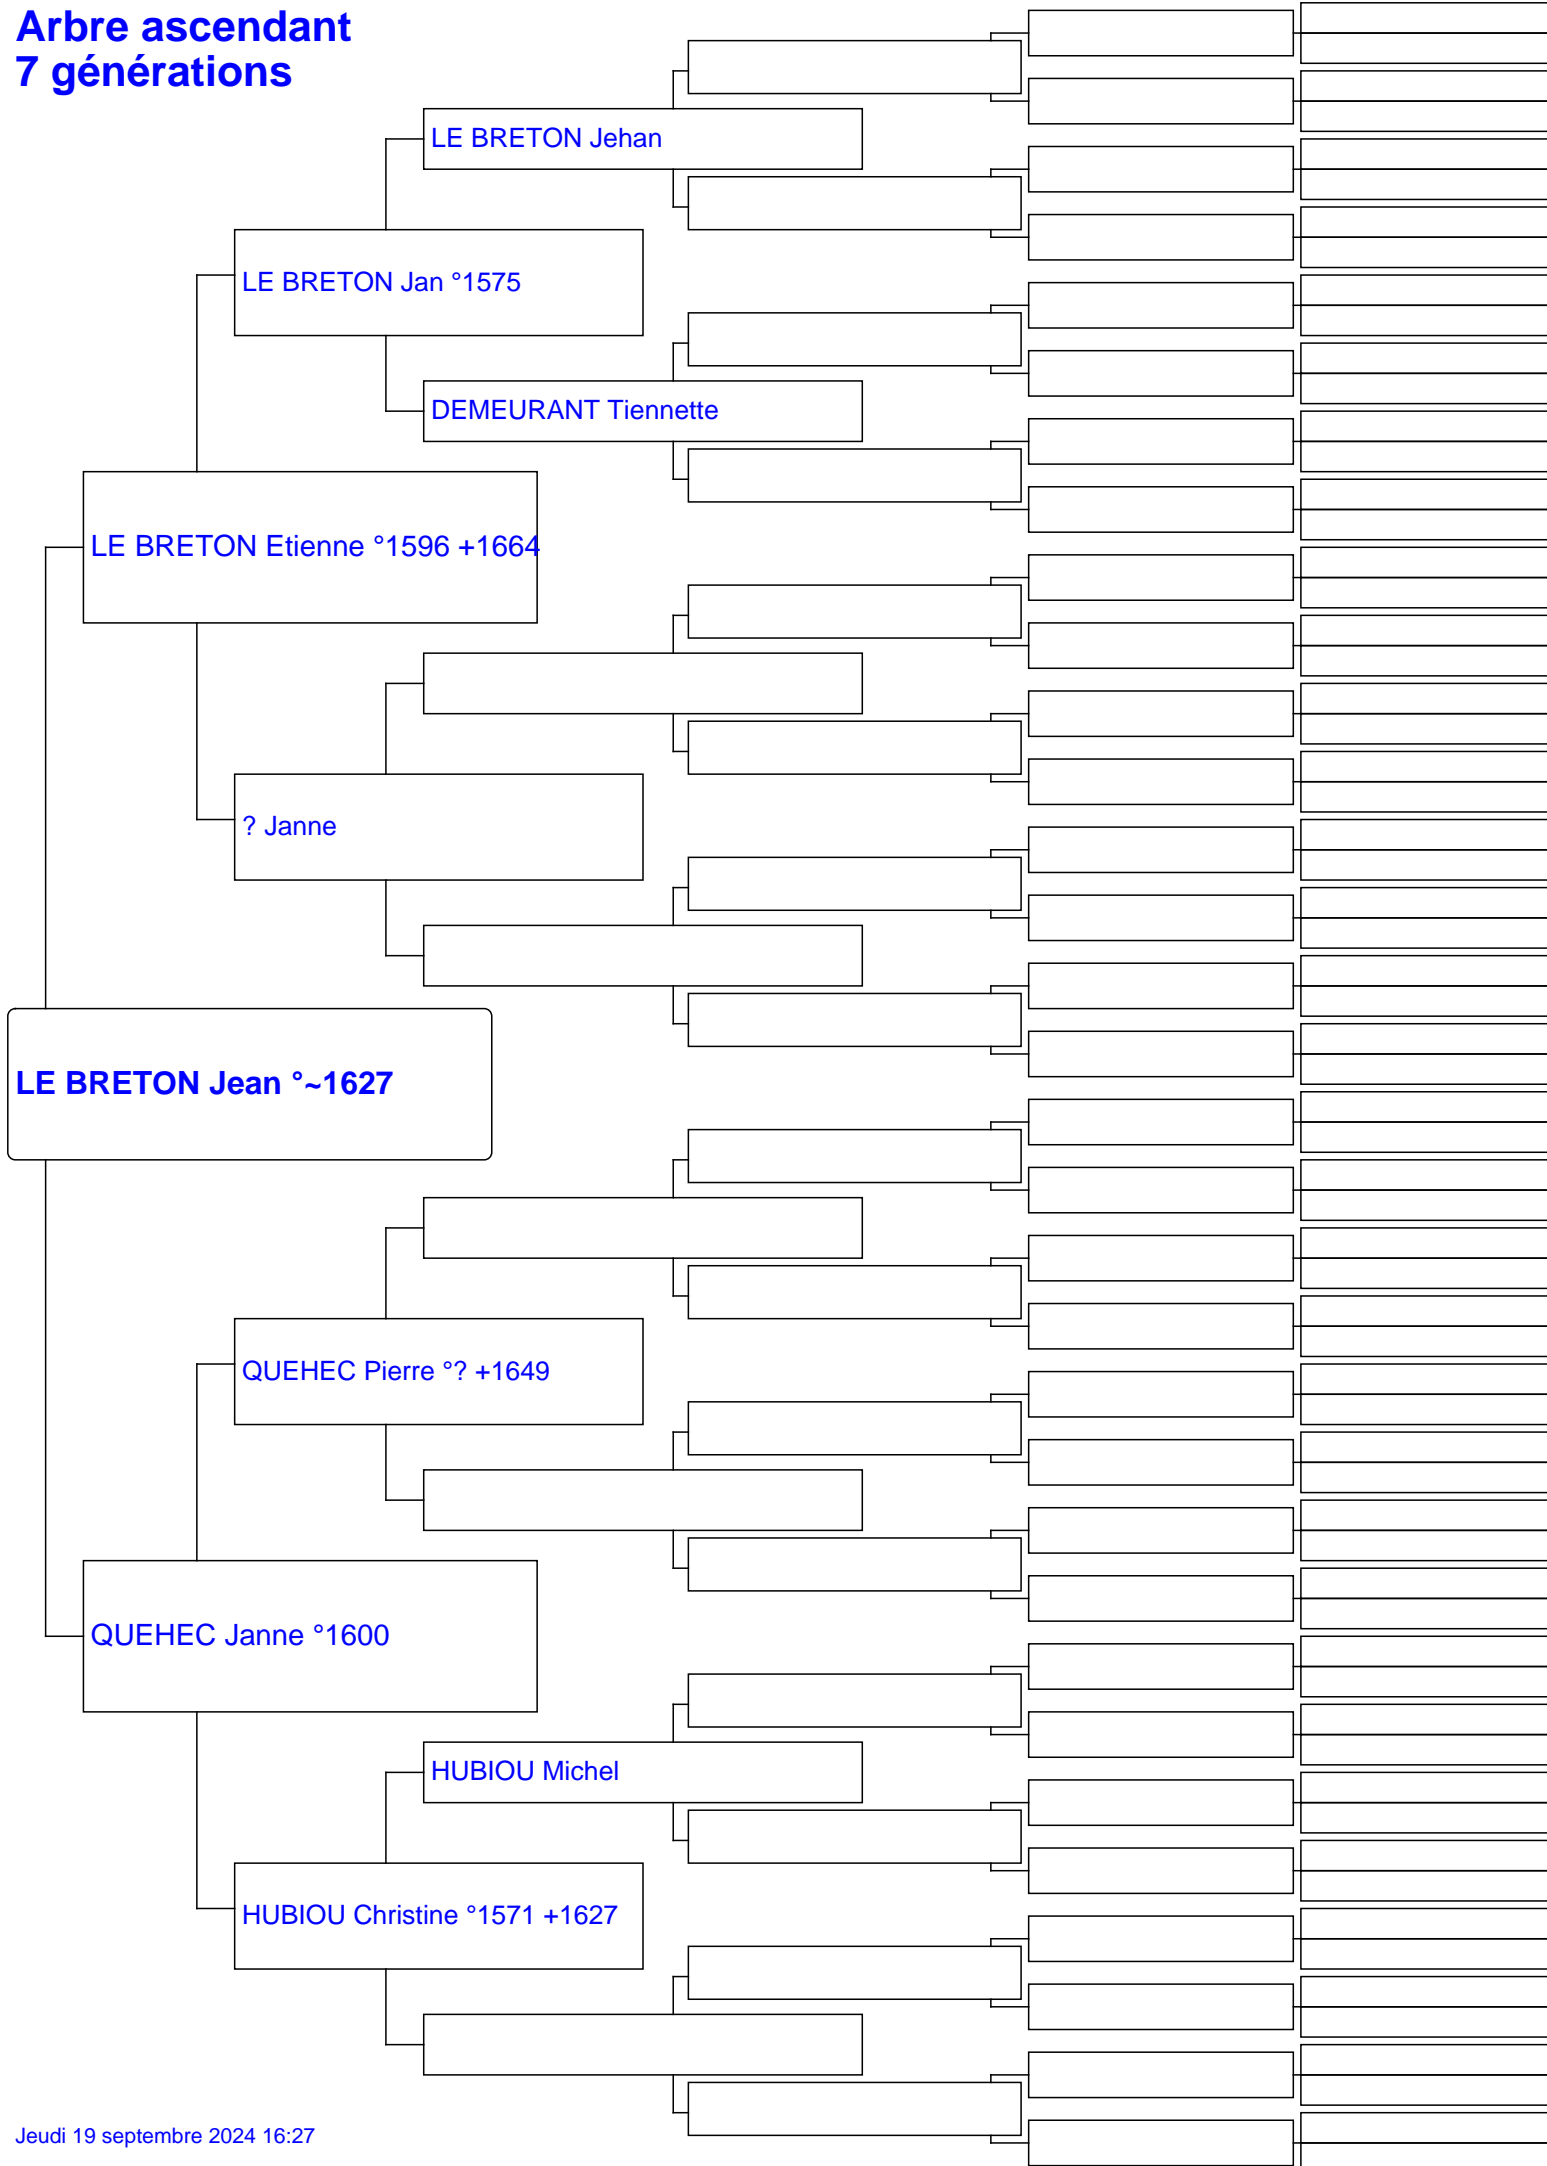 Arbre ascendant
7 générations
LE BRETON Jehan
LE BRETON Jan °1575
DEMEURANT Tiennette
LE BRETON Etienne °1596 +1664
? Janne
LE BRETON Jean °~1627
QUEHEC Pierre °? +1649
QUEHEC Janne °1600
HUBIOU Michel
HUBIOU Christine °1571 +1627
Jeudi 19 septembre 2024 16:27